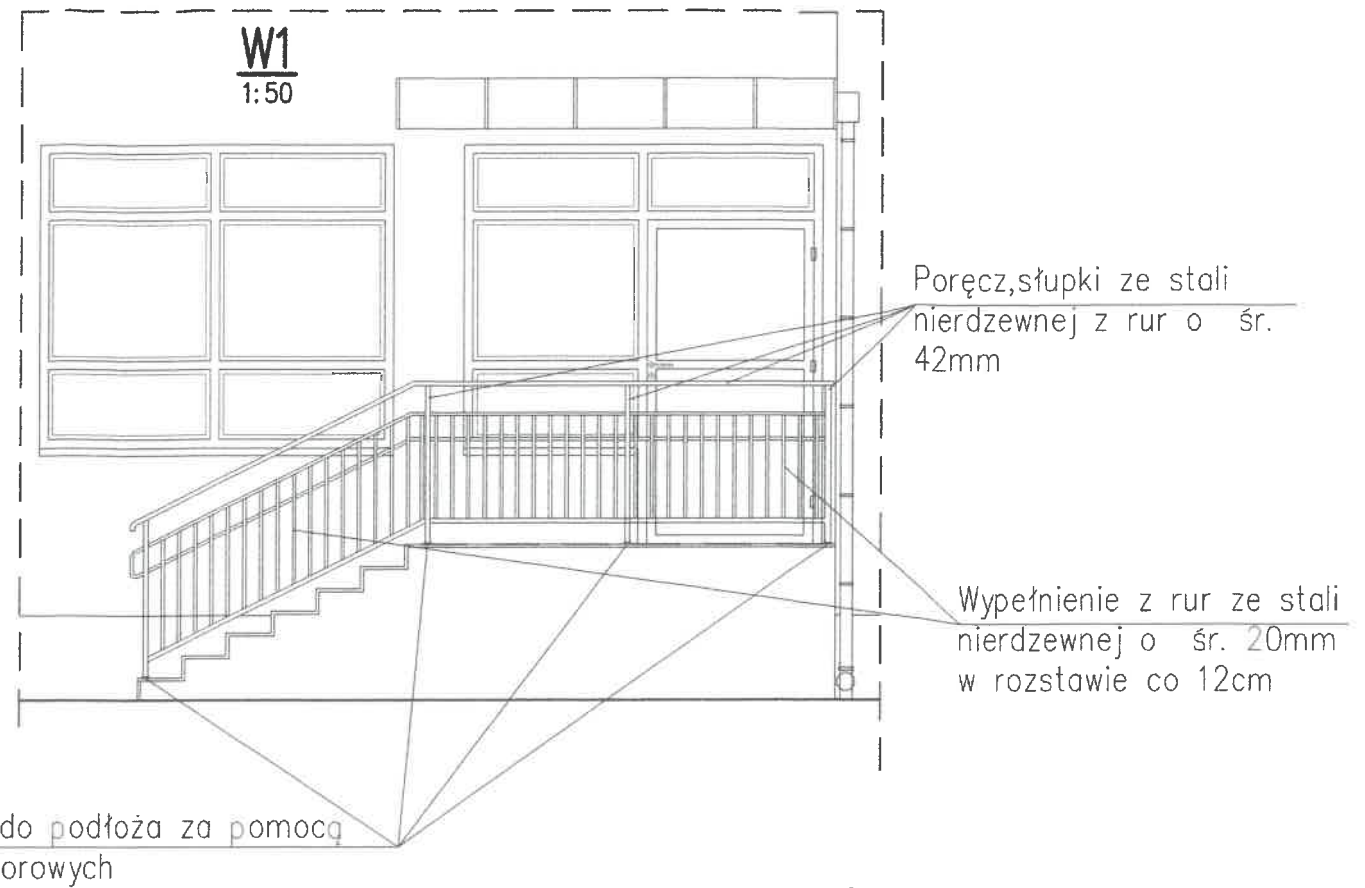 W1
1:50
Poręcz,słupki ze stali
nierdzewnej z rur o śr.
42mm
Wypełnienie z rur ze stali
nierdzewnej o śr. 20mm
w rozstawie co 12cm
do podłoża za pomocą
orowych